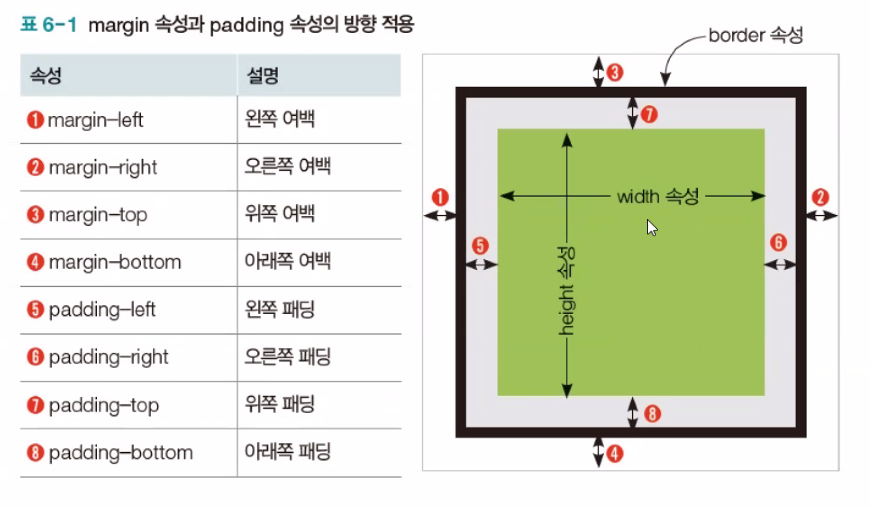 표 6-1 margin 속성과 padding 속성의 방향 적용
속성 설명
❶ margin-left 왼쪽 여백
❷ margin-right 오른쪽 여백
❸ margin-top 위쪽 여백
❹ margin-bottom 아래쪽 여백
❺ padding-left 왼쪽 패딩
❻ padding-right 오른쪽 패딩
❼ padding-top 위쪽 패딩
❽ padding-bottom 아래쪽 패딩
border 속성
❸
❼
❶
width 속성
❷
❺
height 속성
❻
❽
❹